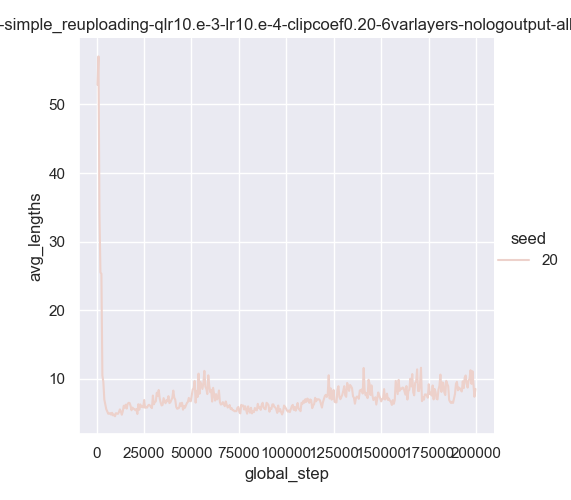 -simple_reuploading-qlr10.e-3-lr10.e-4-clipcoef0.20-6varlayers-nologoutput-all
50
40
30
20
10
avg_lengths
0 25000 50000 75000 100000 125000 150000 175000 200000
global_step
seed
20